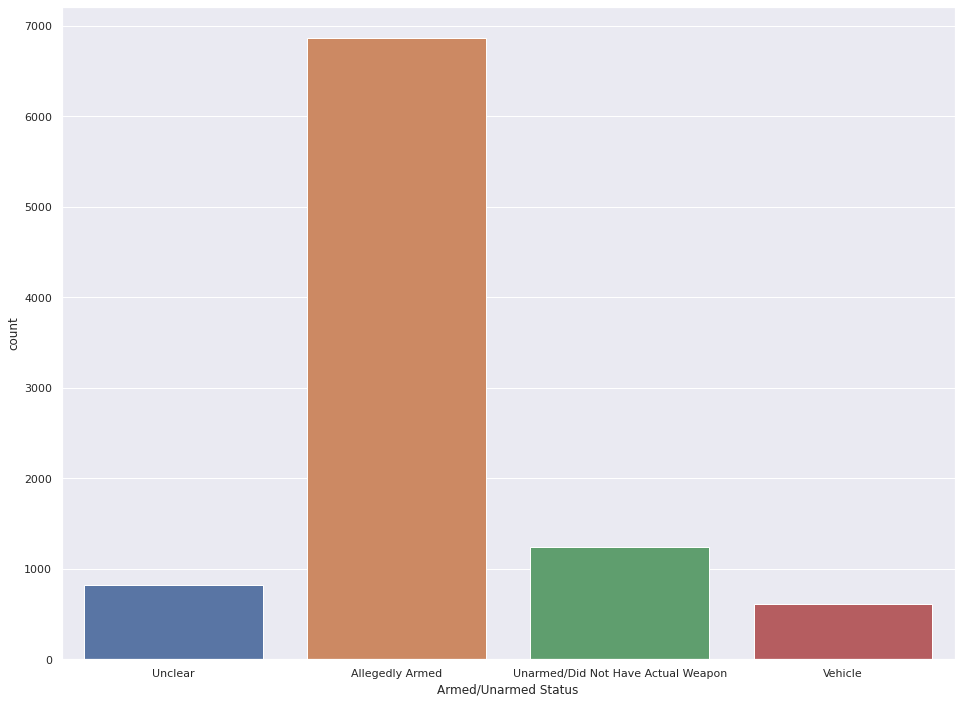 7000
6000
5000
4000
3000
2000
1000
0
count
Unclear
Allegedly Armed
Unarmed/Did Not Have Actual Weapon
Vehicle
Armed/Unarmed Status